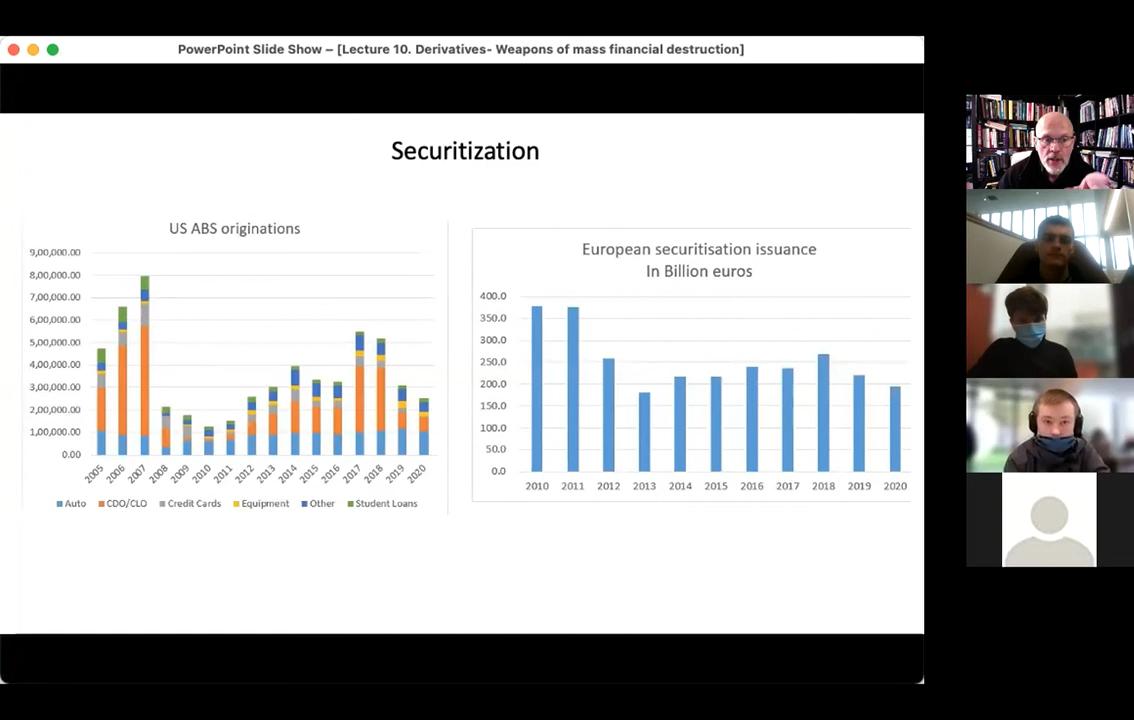 PowerPoint Slide Show – [Lecture 10. Derivatives- Weapons of mass financial destruction]
Securitization
US ABS originations
9,00,000.00
8,00,000.00
7,00,000.00
6,00,000.00
5,00,000.00
4,00,000.00
3,00,000.00
2,00,000.00
1,00,000.00
0.00
2005 2006 2007 2008 2009 2010 2011 2012 2013 2014 2015 2016 2017 2018 2019 2020
Auto CDO/CLO Credit Cards Equipment Other Student Loans
European securitisation issuance
In Billion euros
400.0
350.0
300.0
250.0
200.0
150.0
100.0
50.0
0.0
2010 2011 2012 2013 2014 2015 2016 2017 2018 2019 2020